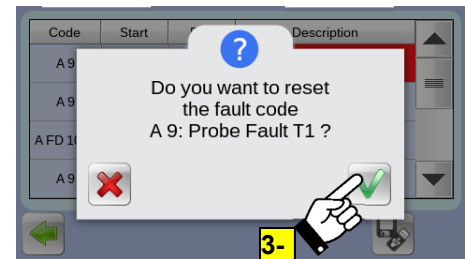 Code Start Description
A 9
Do you want to reset
the fault code
A 9: Probe Fault T1 ?
A 9
A FD
A 9
3-